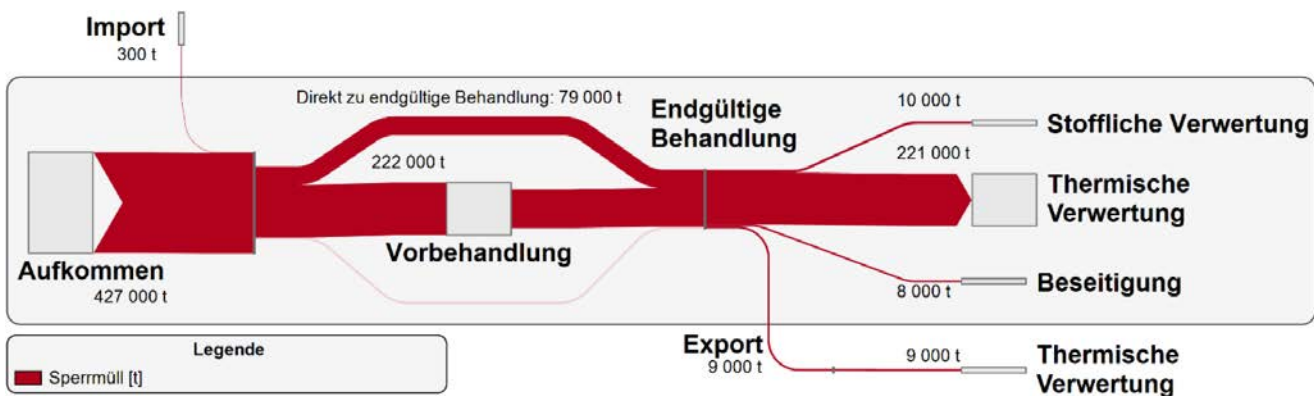 Import
300 t
Direkt zu endgültige Behandlung: 79 000 t
Endgültige
Behandlung
10 000 t
Stoffliche Verwertung
222 000 t
221 000 t
Thermische
Verwertung
Vorbehandlung
Aufkommen
427 000 t
8 000 t
Beseitigung
Legende
Sperrmüll [t]
Export
9 000 t
9 000 t
Thermische
Verwertung